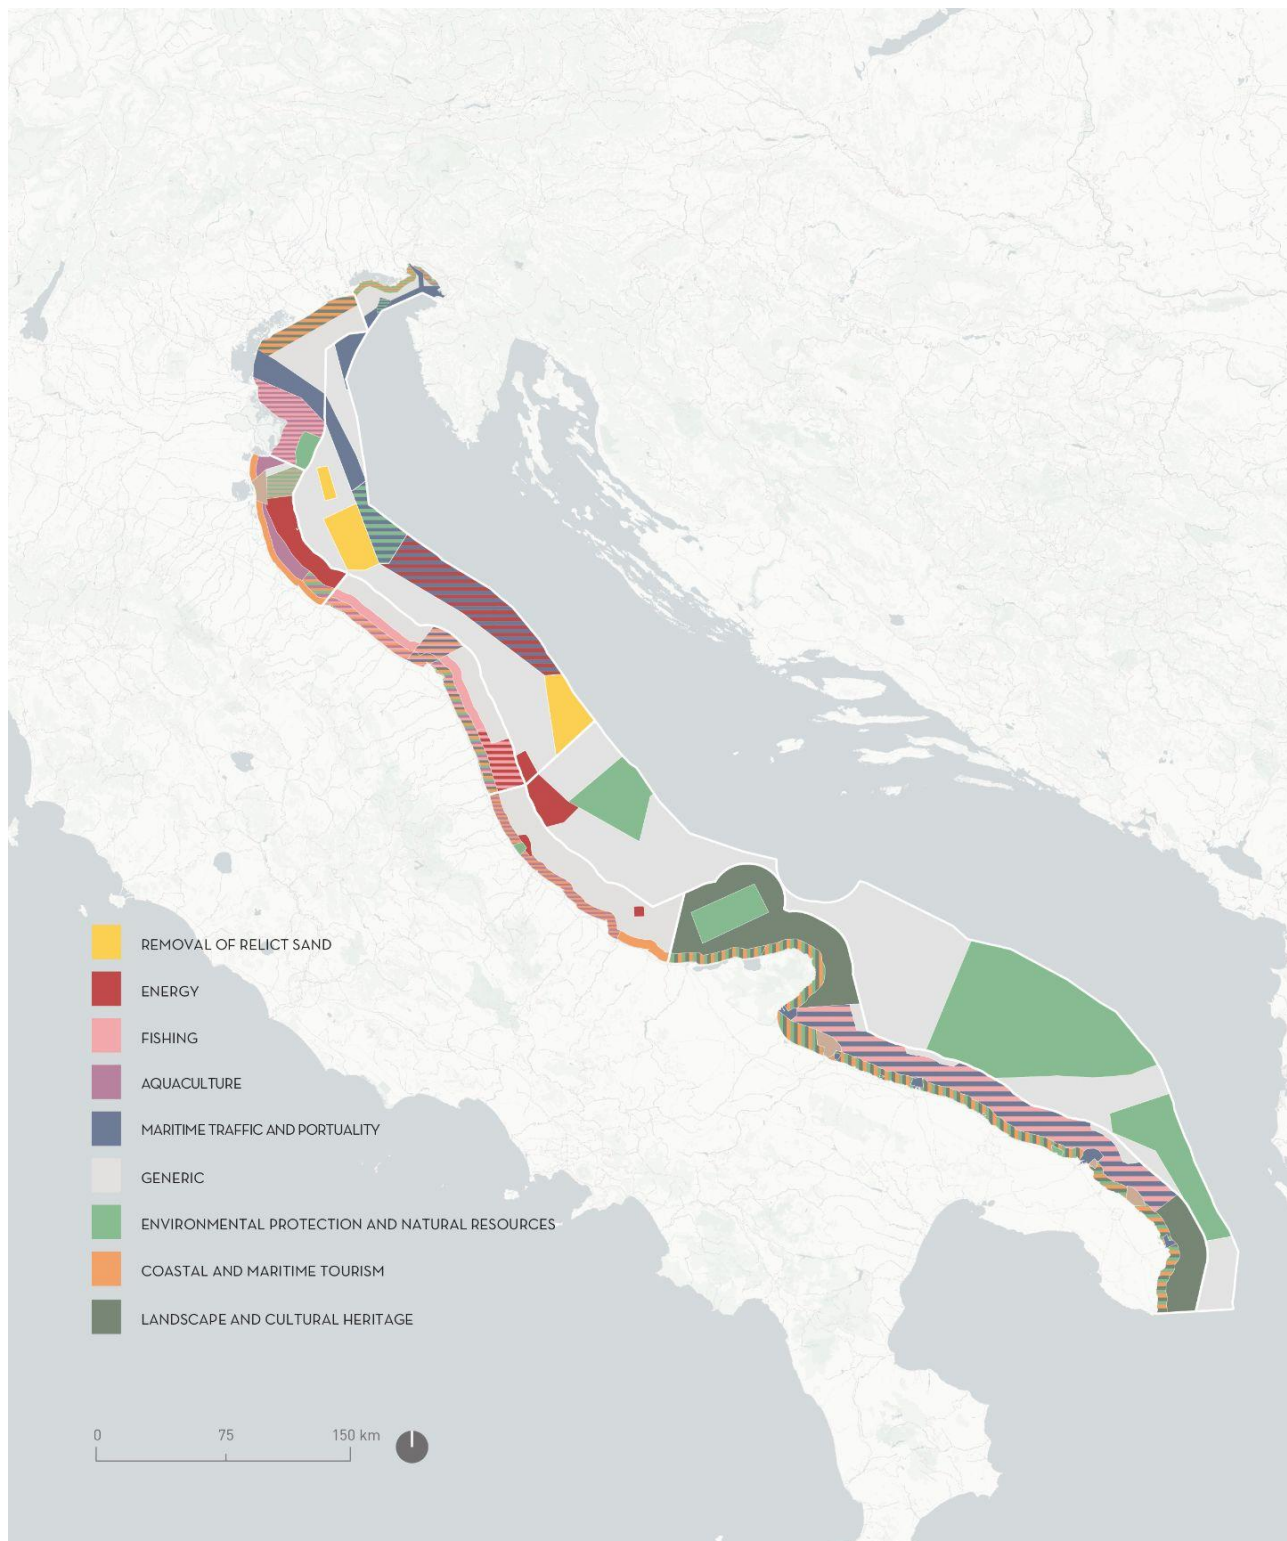 REMOVAL OF RELICT SAND
ENERGY
FISHING
AQUACULTURE
MARITIME TRAFFIC AND PORTUALITY
GENERIC
ENVIRONMENTAL PROTECTION AND NATURAL RESOURCES
COASTAL AND MARITIME TOURISM
LANDSCAPE AND CULTURAL HERITAGE
0 75 150 km